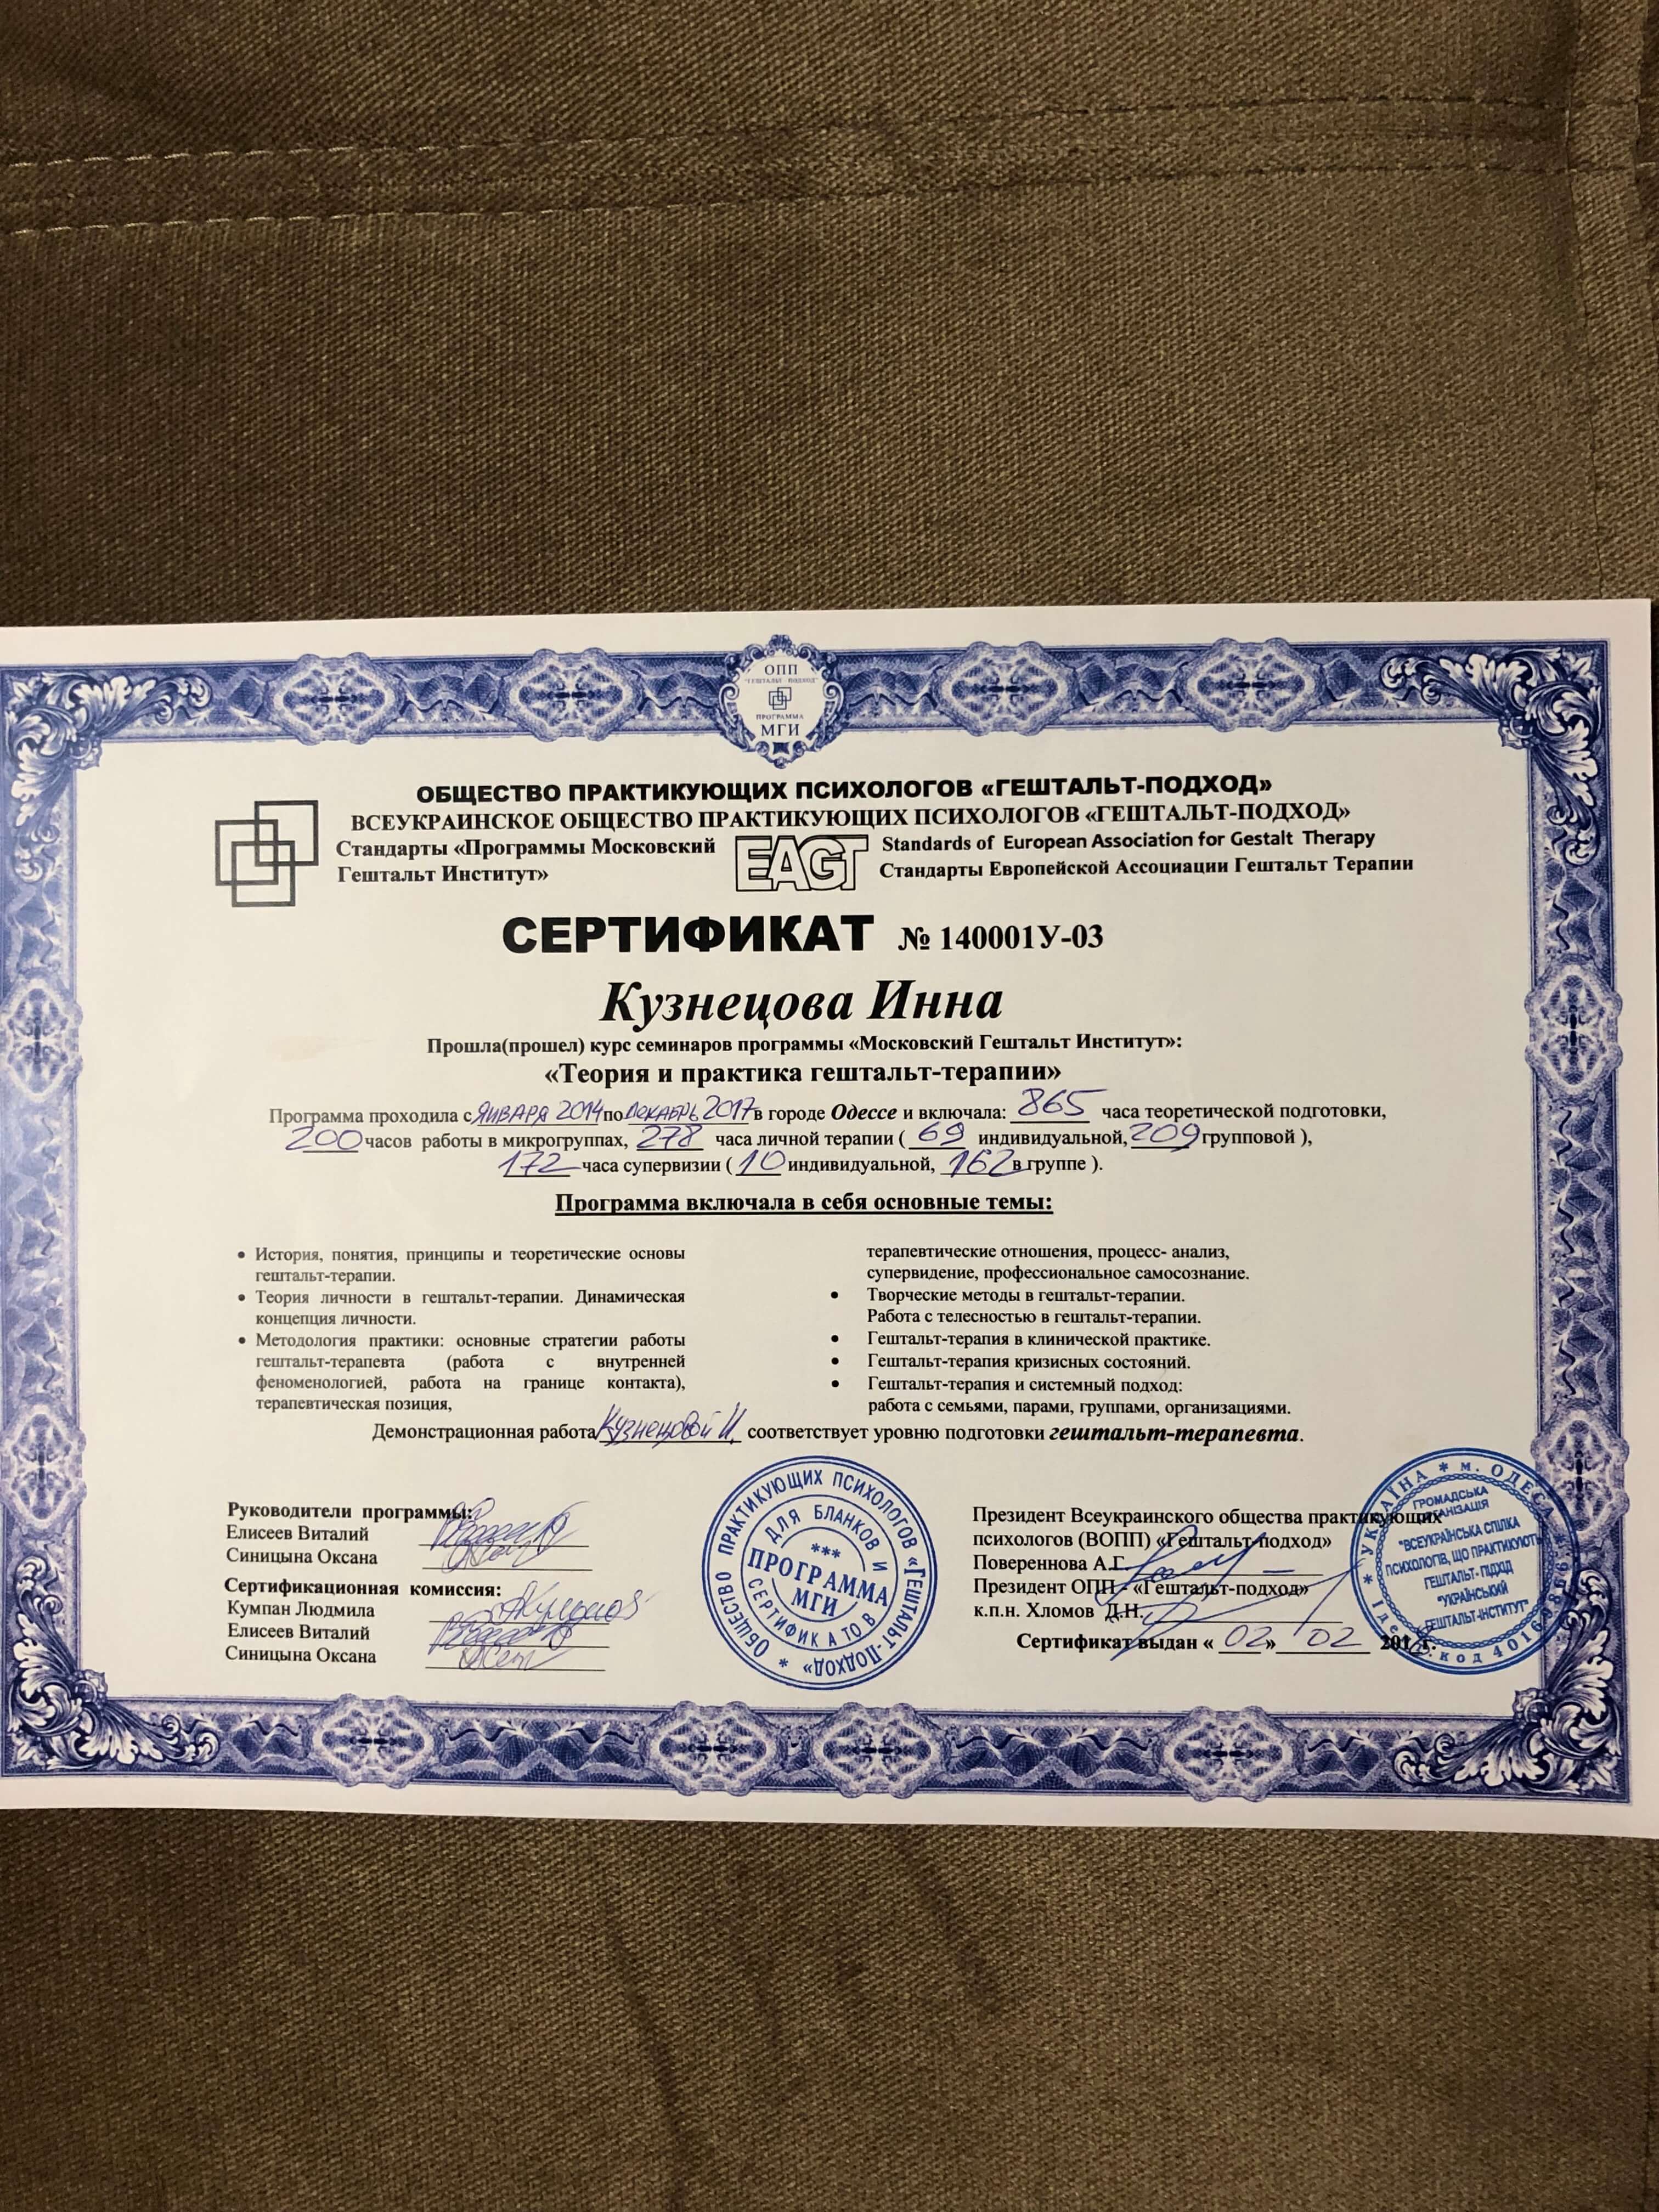 ОПП
"ГЕШТАЛЬТ - ПОДХОД"
ПРОГРАММА
МГИ
ОБЩЕСТВО ПРАКТИКУЮЩИХ ПСИХОЛОГОВ «ГЕШТАЛЬТ-ПОДХОД»
ВСЕУКРАИНСКОЕ ОБЩЕСТВО ПРАКТИКУЮЩИХ ПСИХОЛОГОВ «ГЕШТАЛЬТ-ПОДХОД»
Стандарты «Программы Московский
Гештальт Институт»
EAGT
Standards of European Association for Gestalt Therapy
Стандарты Европейской Ассоциации Гештальт Терапии
СЕРТИФИКАТ № 140001У-03
Кузнецова Инна
Прошла(прошел) курс семинаров программы «Московский Гештальт Институт»:
«Теория и практика гештальт-терапии»
Программа проходила с ЯНВАРЯ 2014 по ДЕКАБРЬ 2017 в городе Одессе и включала: 865 часа теоретической подготовки,
200 часов работы в микрогруппах, 278 часа личной терапии ( 69 индивидуальной, 209 групповой ),
172 часа супервизии ( 10 индивидуальной, 162 в группе ).
Программа включала в себя основные темы:
• История, понятия, принципы и теоретические основы
гештальт-терапии.
• Теория личности в гештальт-терапии. Динамическая
концепция личности.
• Методология практики: основные стратегии работы
гештальт-терапевта (работа с внутренней
феноменологией, работа на границе контакта),
терапевтическая позиция,
терапевтические отношения, процесс- анализ,
супервидение, профессиональное самосознание.
• Творческие методы в гештальт-терапии.
Работа с телесностью в гештальт-терапии.
• Гештальт-терапия в клинической практике.
• Гештальт-терапия кризисных состояний.
• Гештальт-терапия и системный подход:
работа с семьями, парами, группами, организациями.
Демонстрационная работа Кузнецовой И. соответствует уровню подготовки гештальт-терапевта.
Руководители программы:
Елисеев Виталий
Синицына Оксана
Сертификационная комиссия:
Кумпан Людмила
Елисеев Виталий
Синицына Оксана
ОБЩЕСТВО ПРАКТИКУЮЩИХ ПСИХОЛОГОВ «ГЕШТАЛЬТ-ПОДХОД»
ДЛЯ БЛАНКОВ И
ПРОГРАММА
МГИ
СЕРТИФИКАТОВ
Президент Всеукраинского общества практикующих
психологов (ВОПП) «Гештальт-подход»
Повереннова А.Г.
Президент ОПП «Гештальт-подход»
к.п.н. Хломов Д.Н.
Сертификат выдан « 02 » 02 201 г.
УКРАЇНА * м. ОДЕСА
ГРОМАДСЬКА
ОРГАНІЗАЦІЯ
"ВСЕУКРАЇНСЬКА СПІЛКА
ПСИХОЛОГІВ, ЩО ПРАКТИКУЮТЬ
ГЕШТАЛЬТ- ПІДХІД
"УКРАЇНСЬКИЙ
ГЕШТАЛЬТ-ІНСТИТУТ"
код